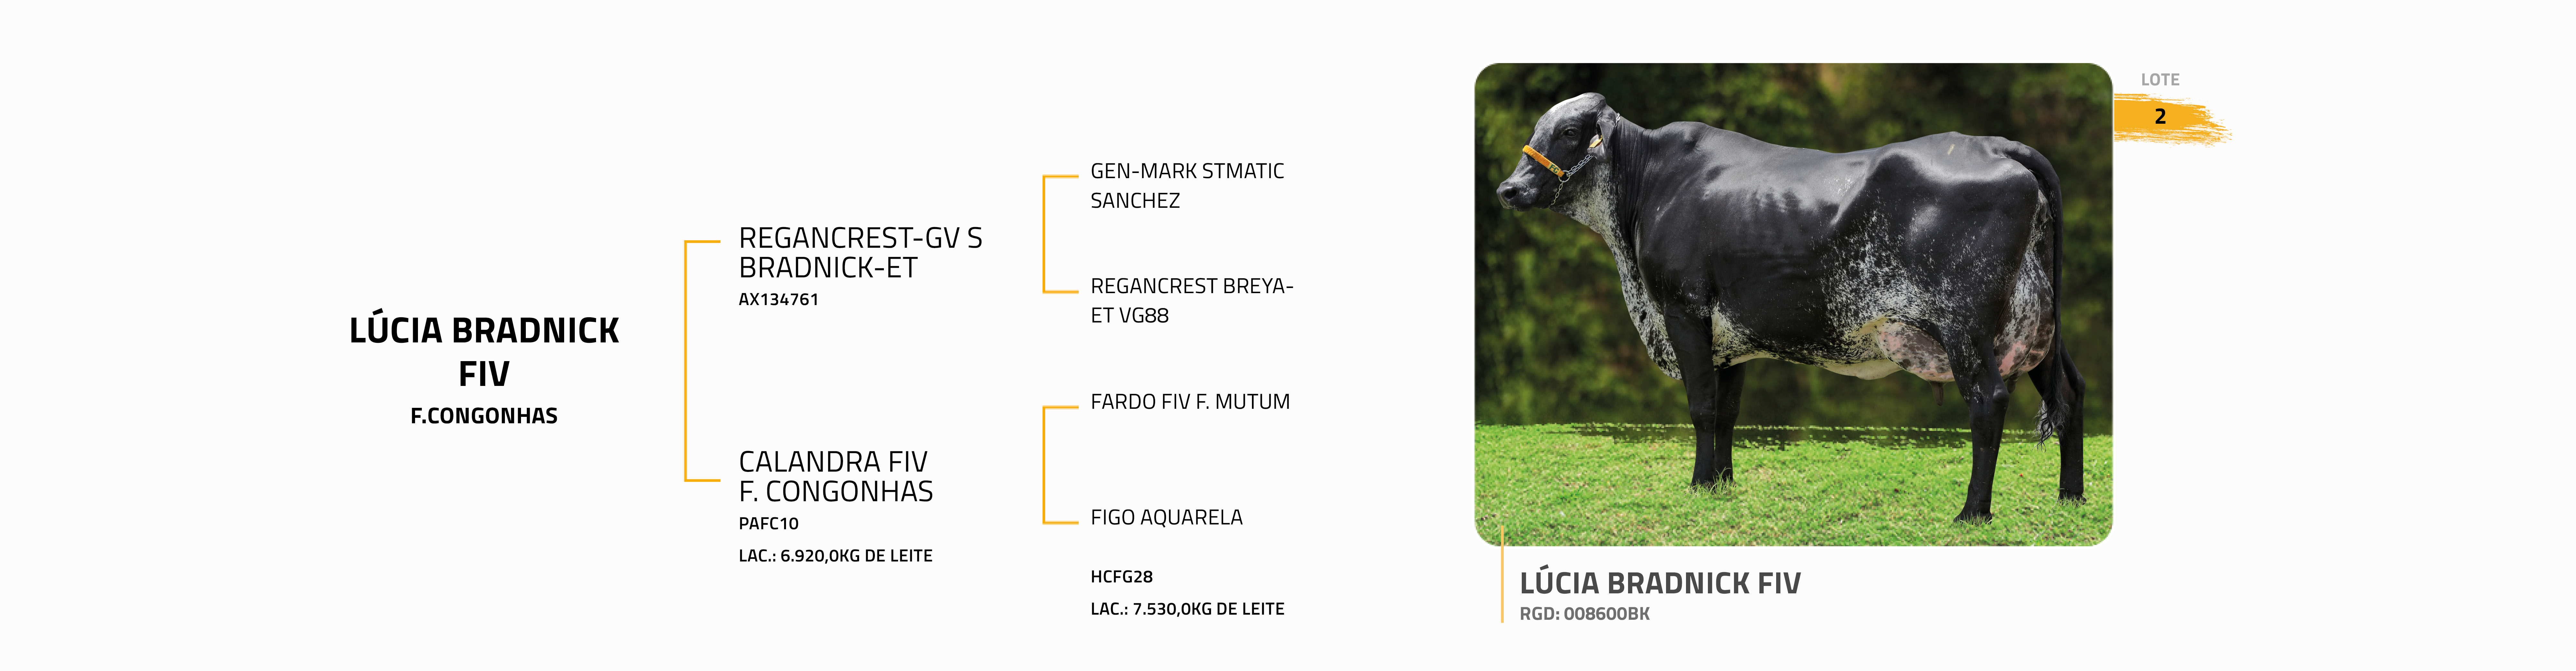 LÚCIA BRADNICK
FIV
F.CONGONHAS
REGANCREST-GV S
BRADNICK-ET
AX134761
CALANDRA FIV
F. CONGONHAS
PAFC10
LAC.: 6.920,0KG DE LEITE
GEN-MARK STMATIC
SANCHEZ
REGANCREST BREYA-
ET VG88
FARDO FIV F. MUTUM
FIGO AQUARELA
HCFG28
LAC.: 7.530,0KG DE LEITE
LOTE
2
LÚCIA BRADNICK FIV
RGD: 008600BK